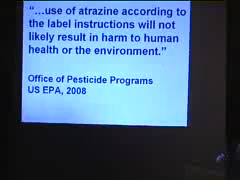 “...use of atrazine according to
the label instructions will not
likely result in harm to human
health or the environment.”
Office of Pesticide Programs
US EPA, 2008